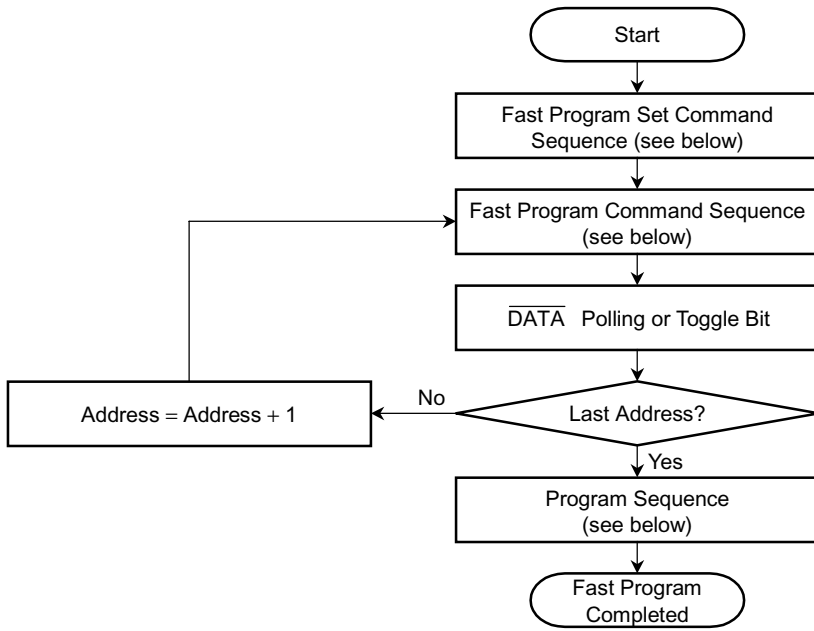 Start
Fast Program Set Command
Sequence (see below)
Fast Program Command Sequence
(see below)
D̅A̅T̅A̅ Polling or Toggle Bit
Last Address?
No
Address = Address + 1
Yes
Program Sequence
(see below)
Fast Program
Completed